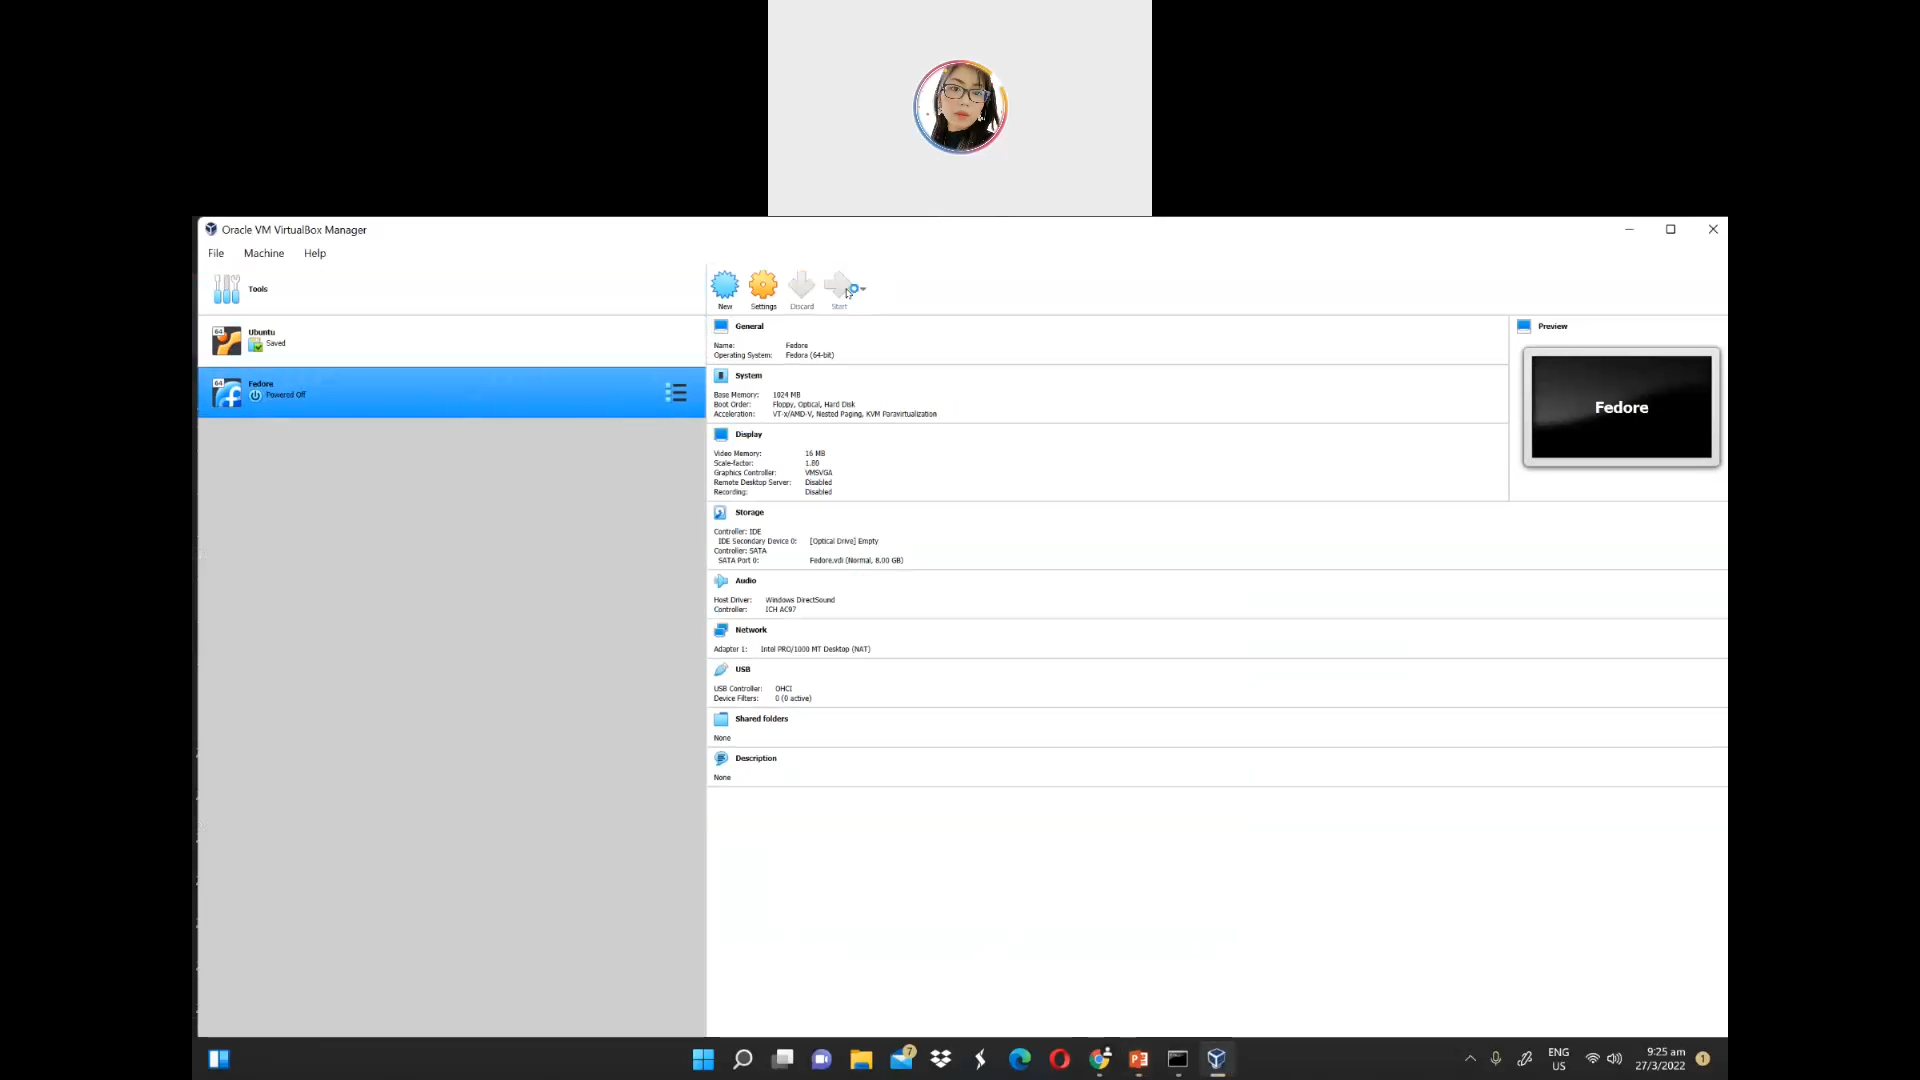 Oracle VM VirtualBox Manager
File Machine Help
Tools
New Settings Discard Start
64 Ubuntu
Saved
64 Fedore
Powered Off
General
Name: Fedore
Operating System: Fedora (64-bit)
System
Base Memory: 1024 MB
Boot Order: Floppy, Optical, Hard Disk
Acceleration: VT-x/AMD-V, Nested Paging, KVM Paravirtualization
Display
Video Memory: 16 MB
Scale-factor: 1.80
Graphics Controller: VMSVGA
Remote Desktop Server: Disabled
Recording: Disabled
Storage
Controller: IDE
IDE Secondary Device 0: [Optical Drive] Empty
Controller: SATA
SATA Port 0: Fedore.vdi (Normal, 8.00 GB)
Audio
Host Driver: Windows DirectSound
Controller: ICH AC97
Network
Adapter 1: Intel PRO/1000 MT Desktop (NAT)
USB
USB Controller: OHCI
Device Filters: 0 (0 active)
Shared folders
None
Description
None
Preview
Fedore
7
ENG
US
9:25 am
27/3/2022
1